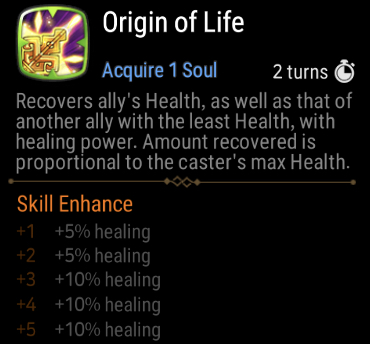 Origin of Life
Acquire 1 Soul
2 turns
Recovers ally's Health, as well as that of
another ally with the least Health, with
healing power. Amount recovered is
proportional to the caster's max Health.
Skill Enhance
+1 +5% healing
+2 +5% healing
+3 +10% healing
+4 +10% healing
+5 +10% healing